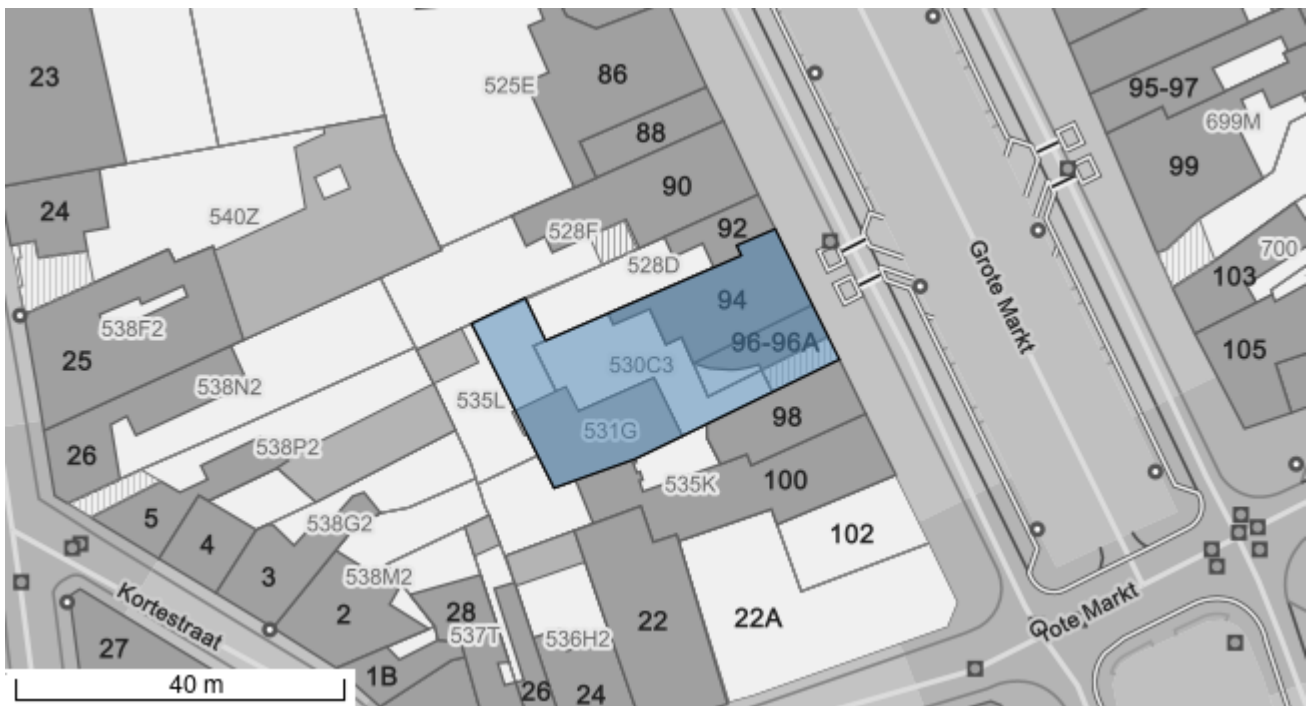 23
86
525E
95-97
88
699M
99
90
24
540Z
528F
92
528D
Grote Markt
700
103
94
538F2
96-96A
105
25
530C3
538N2
535L
98
531G
26
538P2
535K
100
5
538G2
102
4
3
538M2
Kortestraat
2
28
22A
Grote Markt
22
537T
536H2
27
1B
26
24
40 m